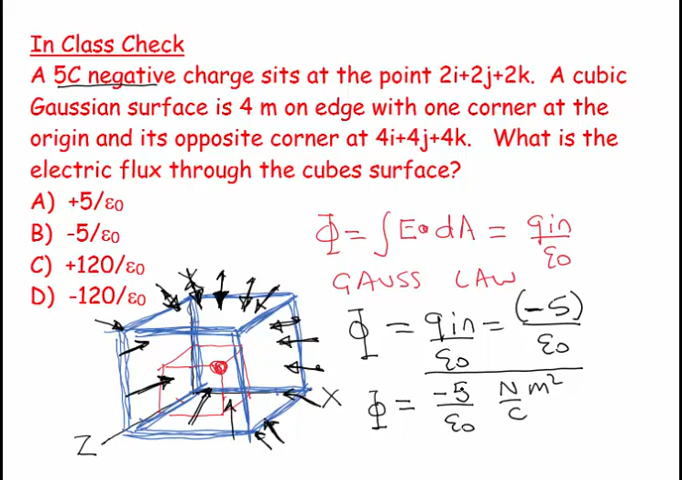 In Class Check
A 5C negative charge sits at the point 2i+2j+2k. A cubic
Gaussian surface is 4 m on edge with one corner at the
origin and its opposite corner at 4i+4j+4k. What is the
electric flux through the cubes surface?
A) +5/ε0
B) -5/ε0
C) +120/ε0
D) -120/ε0
Φ = ∫ E • dA = qin/ε0
GAUSS LAW
Φ = qin/ε0 = (-5)/ε0
Φ = -5/ε0 N/C m²
Y
X
Z